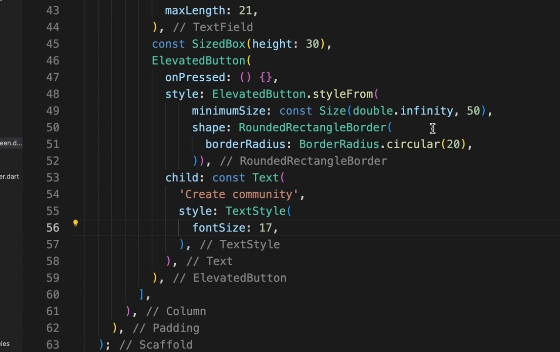 43 maxLength: 21,
44 ), // TextField
45 const SizedBox(height: 30),
46 ElevatedButton(
47 onPressed: () {},
48 style: ElevatedButton.styleFrom(
49 minimumSize: const Size(double.infinity, 50),
50 shape: RoundedRectangleBorder(
een.d... 51 borderRadius: BorderRadius.circular(20),
52 )), // RoundedRectangleBorder
er.dart 53 child: const Text(
54 'Create community',
55 style: TextStyle(
56 fontSize: 17,
57 ), // TextStyle
58 ), // Text
59 ), // ElevatedButton
60 ],
61 ), // Column
62 ), // Padding
les 63 ); // Scaffold